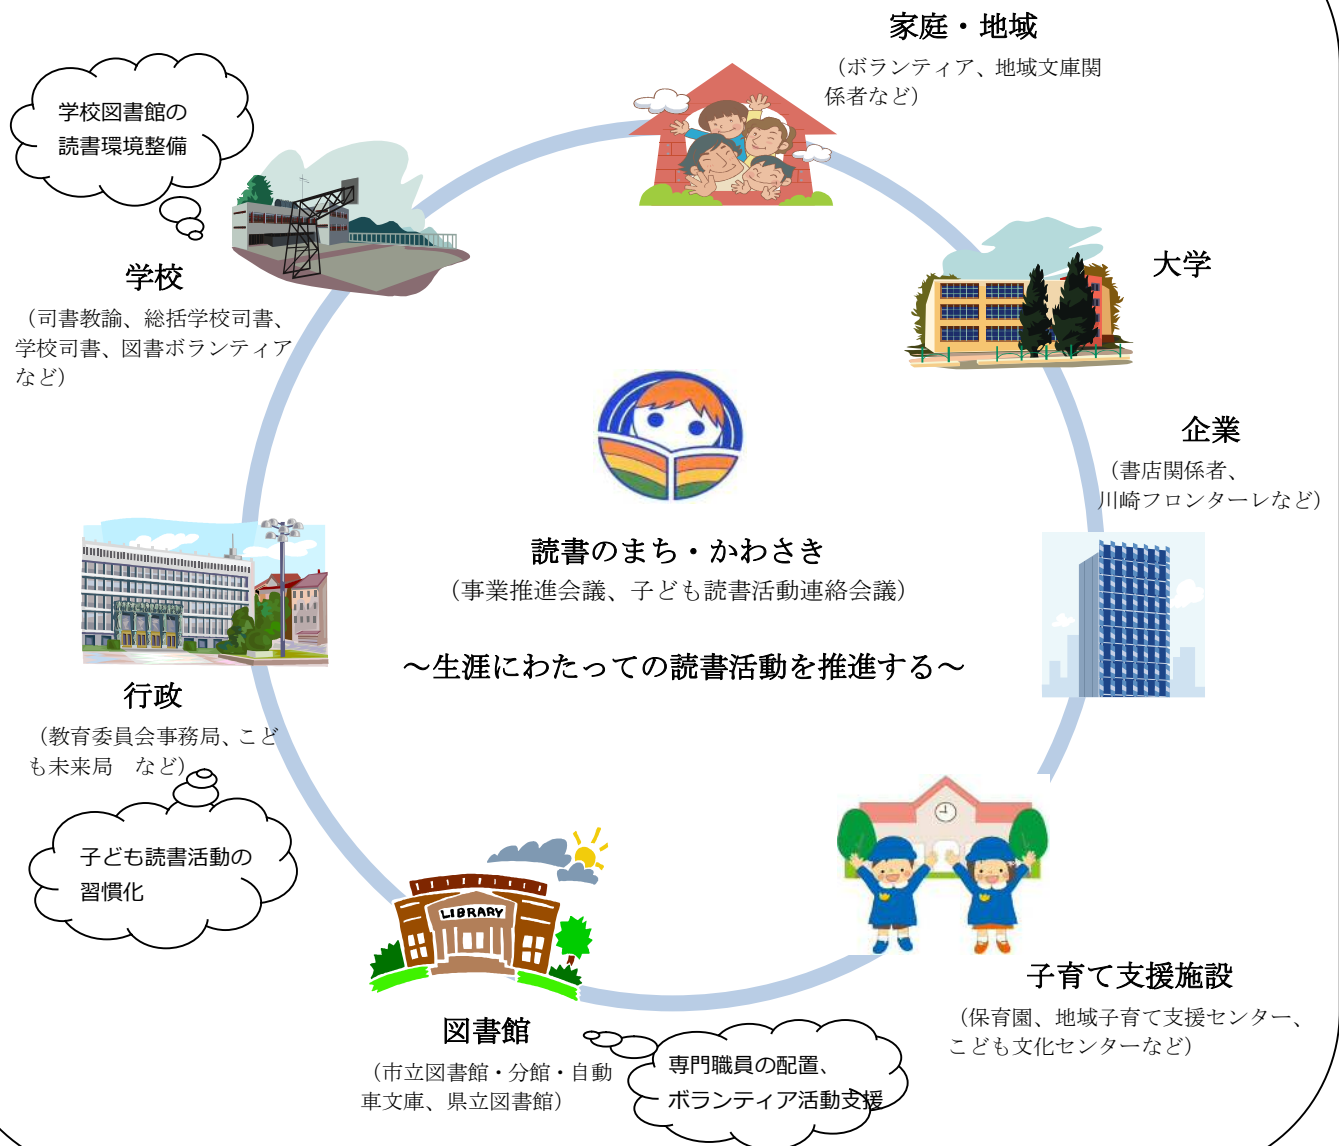 家庭・地域
（ボランティア、地域文庫関
係者など）
学校図書館の
読書環境整備
学校
（司書教諭、総括学校司書、
学校司書、図書ボランティア
など）
大学
企業
（書店関係者、
川崎フロンターレなど）
読書のまち・かわさき
（事業推進会議、子ども読書活動連絡会議）
～生涯にわたっての読書活動を推進する～
行政
（教育委員会事務局、こど
も未来局　など）
子ども読書活動の
習慣化
LIBRARY
図書館
（市立図書館・分館・自動
車文庫、県立図書館）
専門職員の配置、
ボランティア活動支援
子育て支援施設
（保育園、地域子育て支援センター、
こども文化センターなど）